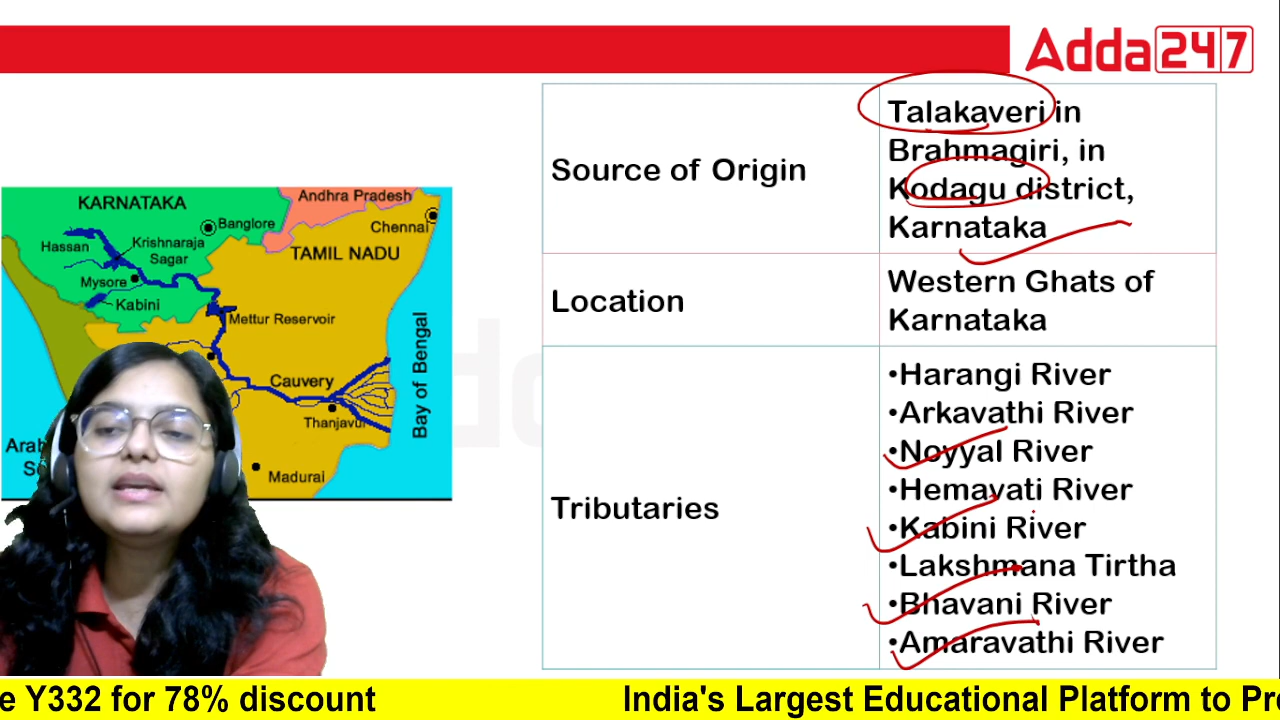 Adda247
Source of Origin
Talakaveri in
Brahmagiri, in
Kodagu district,
Karnataka
Location
Western Ghats of
Karnataka
Tributaries
•Harangi River
•Arkavathi River
•Noyyal River
•Hemavati River
•Kabini River
•Lakshmana Tirtha
•Bhavani River
•Amaravathi River
KARNATAKA
Andhra Pradesh
Banglore
Chennai
Hassan
Krishnaraja
Sagar
TAMIL NADU
Mysore
Kabini
Mettur Reservoir
Bay of Bengal
Cauvery
Thanjavur
Arab
Se
Madurai
e Y332 for 78% discount
India's Largest Educational Platform to Pre